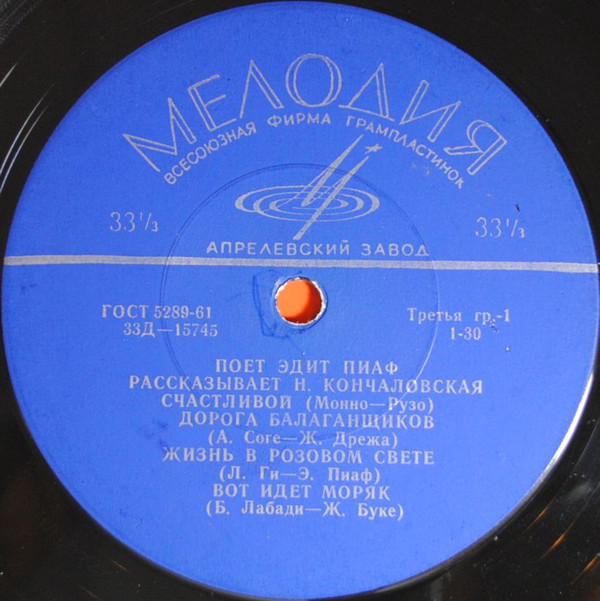 МЕЛОДИЯ
ВСЕСОЮЗНАЯ ФИРМА ГРАМПЛАСТИНОК
33⅓
33⅓
АПРЕЛЕВСКИЙ ЗАВОД
ГОСТ 5289-61
33Д—15745
Третья гр.-1
1-30
ПОЕТ ЭДИТ ПИАФ
РАССКАЗЫВАЕТ Н. КОНЧАЛОВСКАЯ
СЧАСТЛИВОЙ (Монно—Рузо)
ДОРОГА БАЛАГАНЩИКОВ
(А. Соге—Ж. Дрежа)
ЖИЗНЬ В РОЗОВОМ СВЕТЕ
(Л. Ги—Э. Пиаф)
ВОТ ИДЕТ МОРЯК
(Б. Лабади—Ж. Буке)